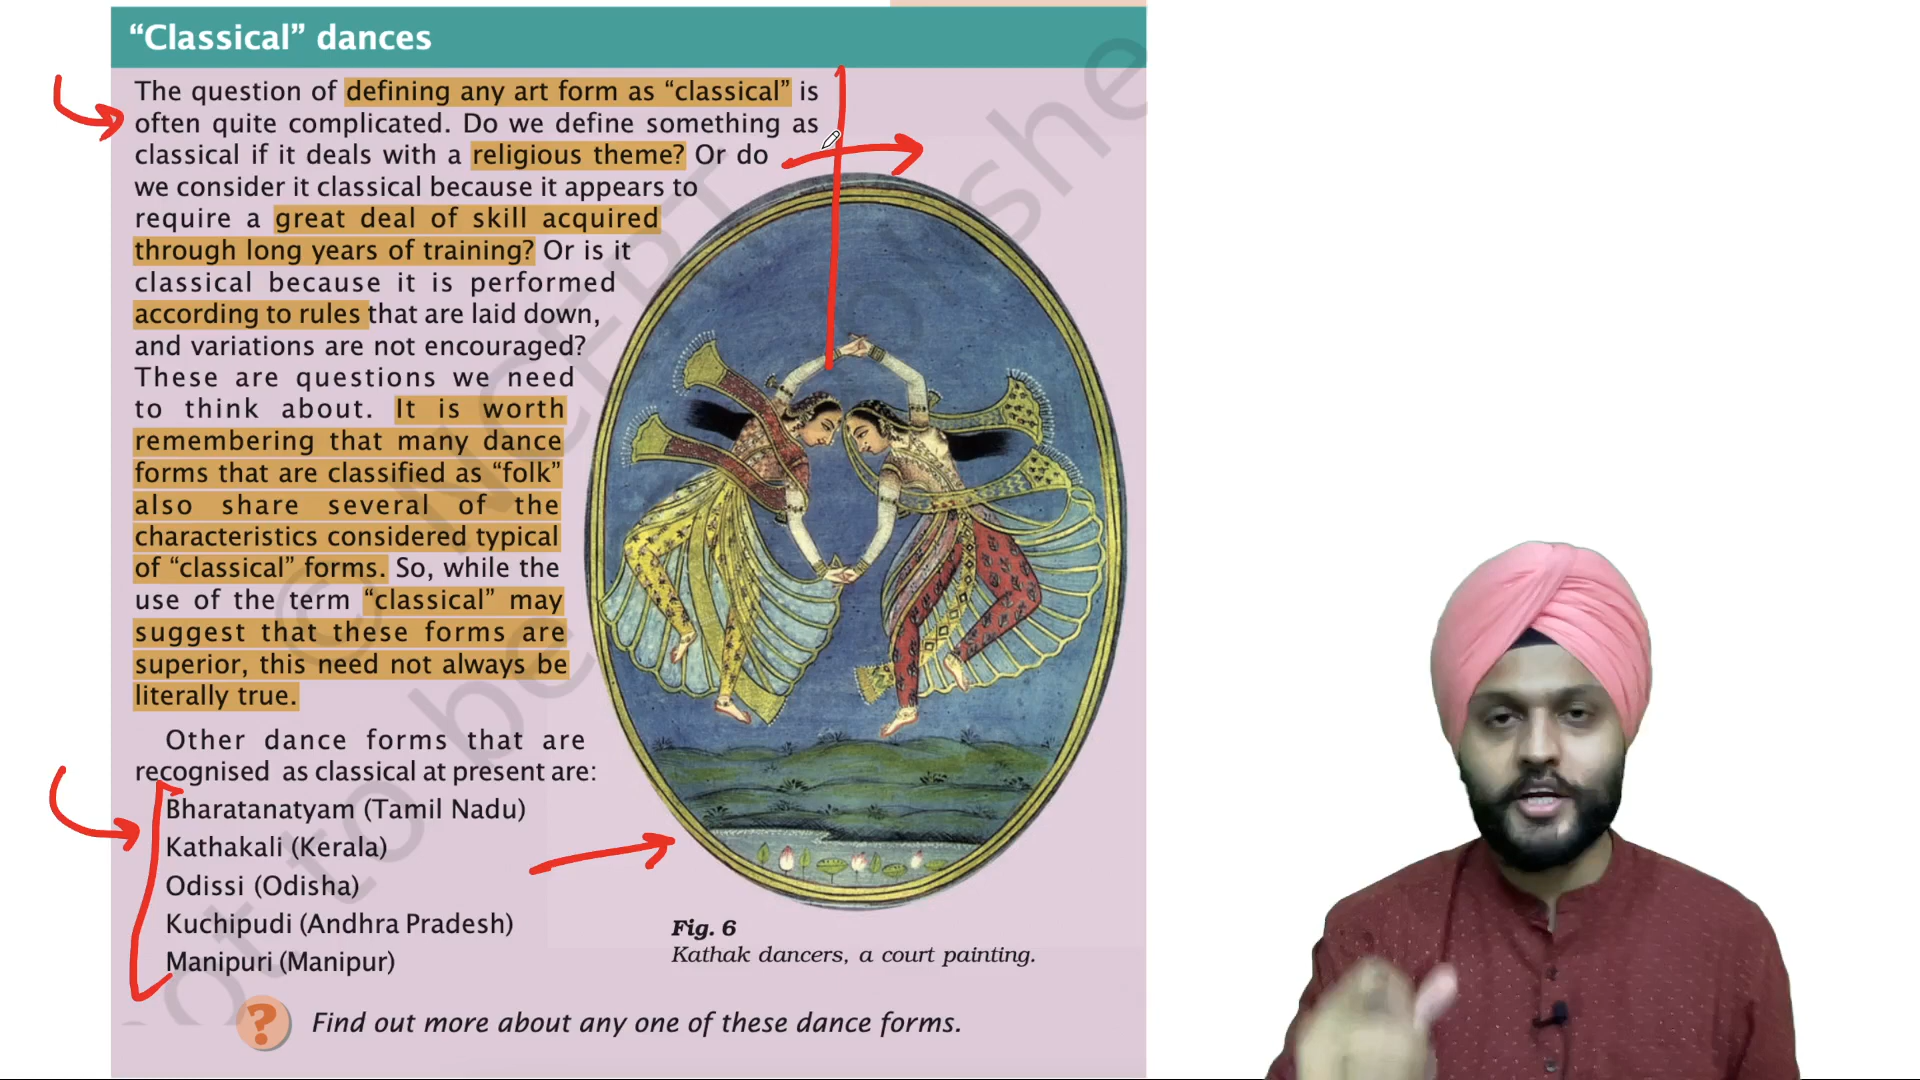 “Classical” dances
The question of defining any art form as “classical” is
often quite complicated. Do we define something as
classical if it deals with a religious theme? Or do
we consider it classical because it appears to
require a great deal of skill acquired
through long years of training? Or is it
classical because it is performed
according to rules that are laid down,
and variations are not encouraged?
These are questions we need
to think about. It is worth
remembering that many dance
forms that are classified as “folk”
also share several of the
characteristics considered typical
of “classical” forms. So, while the
use of the term “classical” may
suggest that these forms are
superior, this need not always be
literally true.
Other dance forms that are
recognised as classical at present are:
Bharatanatyam (Tamil Nadu)
Kathakali (Kerala)
Odissi (Odisha)
Kuchipudi (Andhra Pradesh)
Manipuri (Manipur)
Fig. 6
Kathak dancers, a court painting.
? Find out more about any one of these dance forms.
© NCERT
not to be